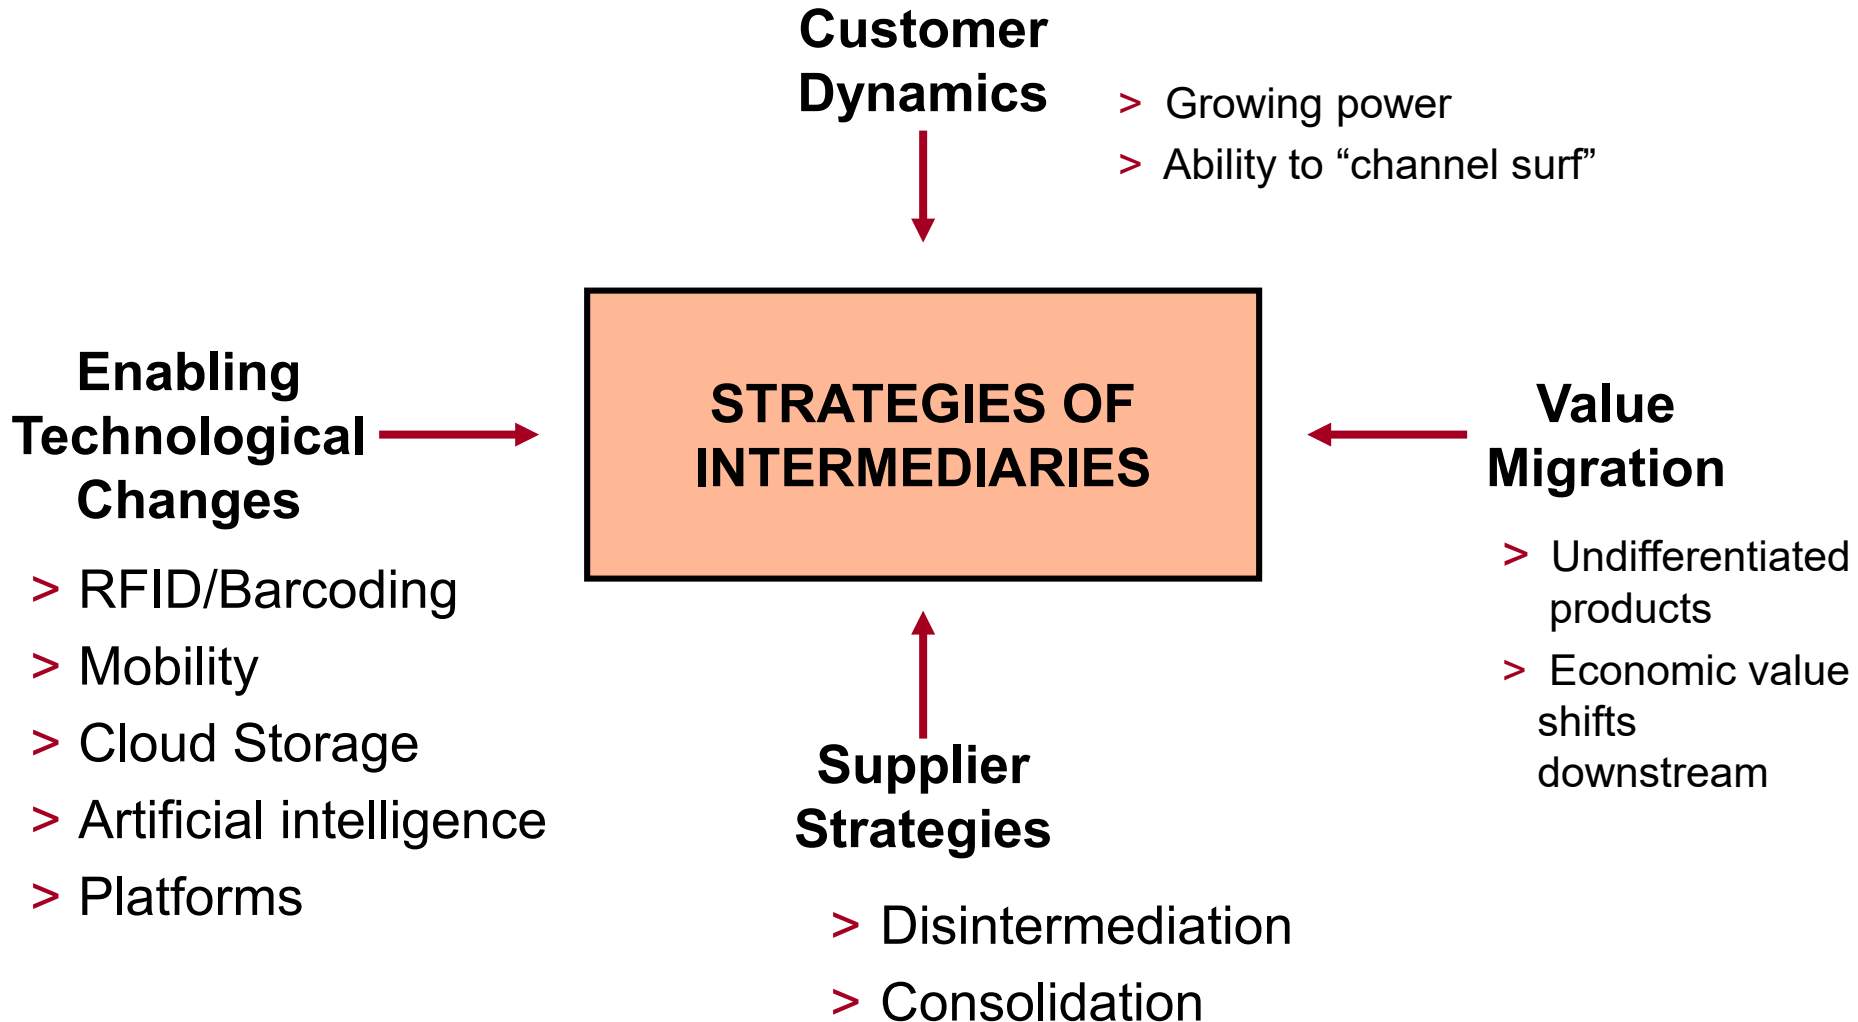 Customer
Dynamics
> Growing power
> Ability to “channel surf”
Enabling
Technological
Changes
> RFID/Barcoding
> Mobility
> Cloud Storage
> Artificial intelligence
> Platforms
STRATEGIES OF
INTERMEDIARIES
Value
Migration
> Undifferentiated
products
> Economic value
shifts
downstream
Supplier
Strategies
> Disintermediation
> Consolidation